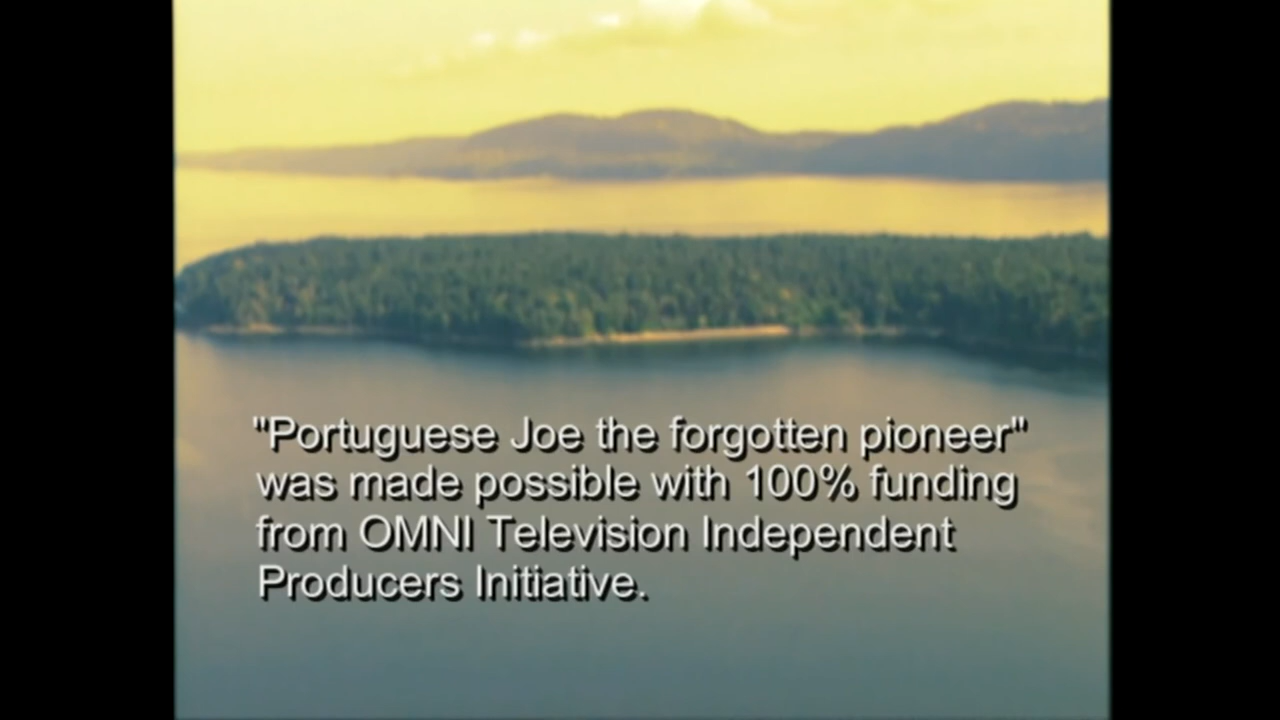 "Portuguese Joe the forgotten pioneer"
was made possible with 100% funding
from OMNI Television Independent
Producers Initiative.